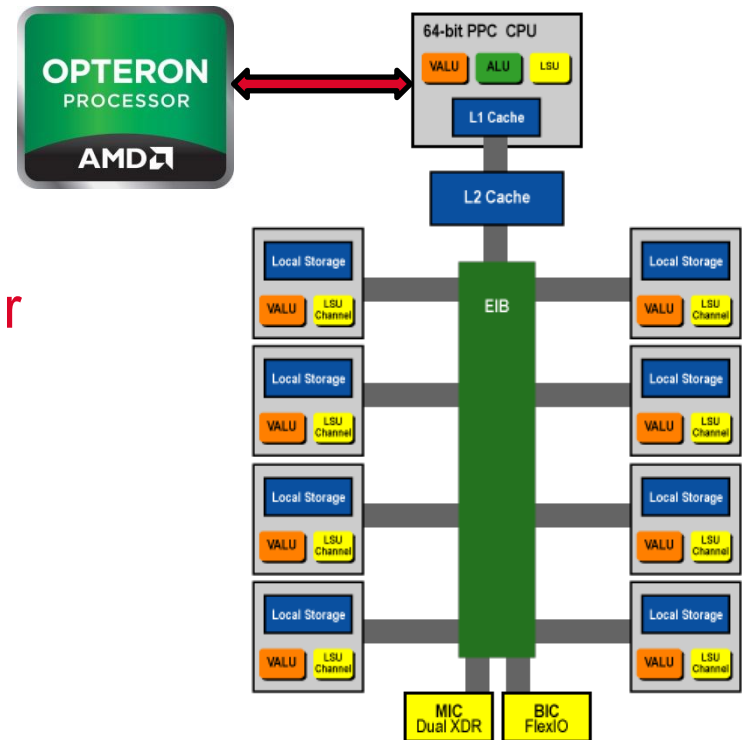 OPTERON
PROCESSOR
AMD
64-bit PPC CPU
VALU ALU LSU
L1 Cache
L2 Cache
EIB
r
Local Storage
VALU LSU Channel
Local Storage
VALU LSU Channel
Local Storage
VALU LSU Channel
Local Storage
VALU LSU Channel
Local Storage
VALU LSU Channel
Local Storage
VALU LSU Channel
Local Storage
VALU LSU Channel
Local Storage
VALU LSU Channel
MIC
Dual XDR
BIC
FlexIO